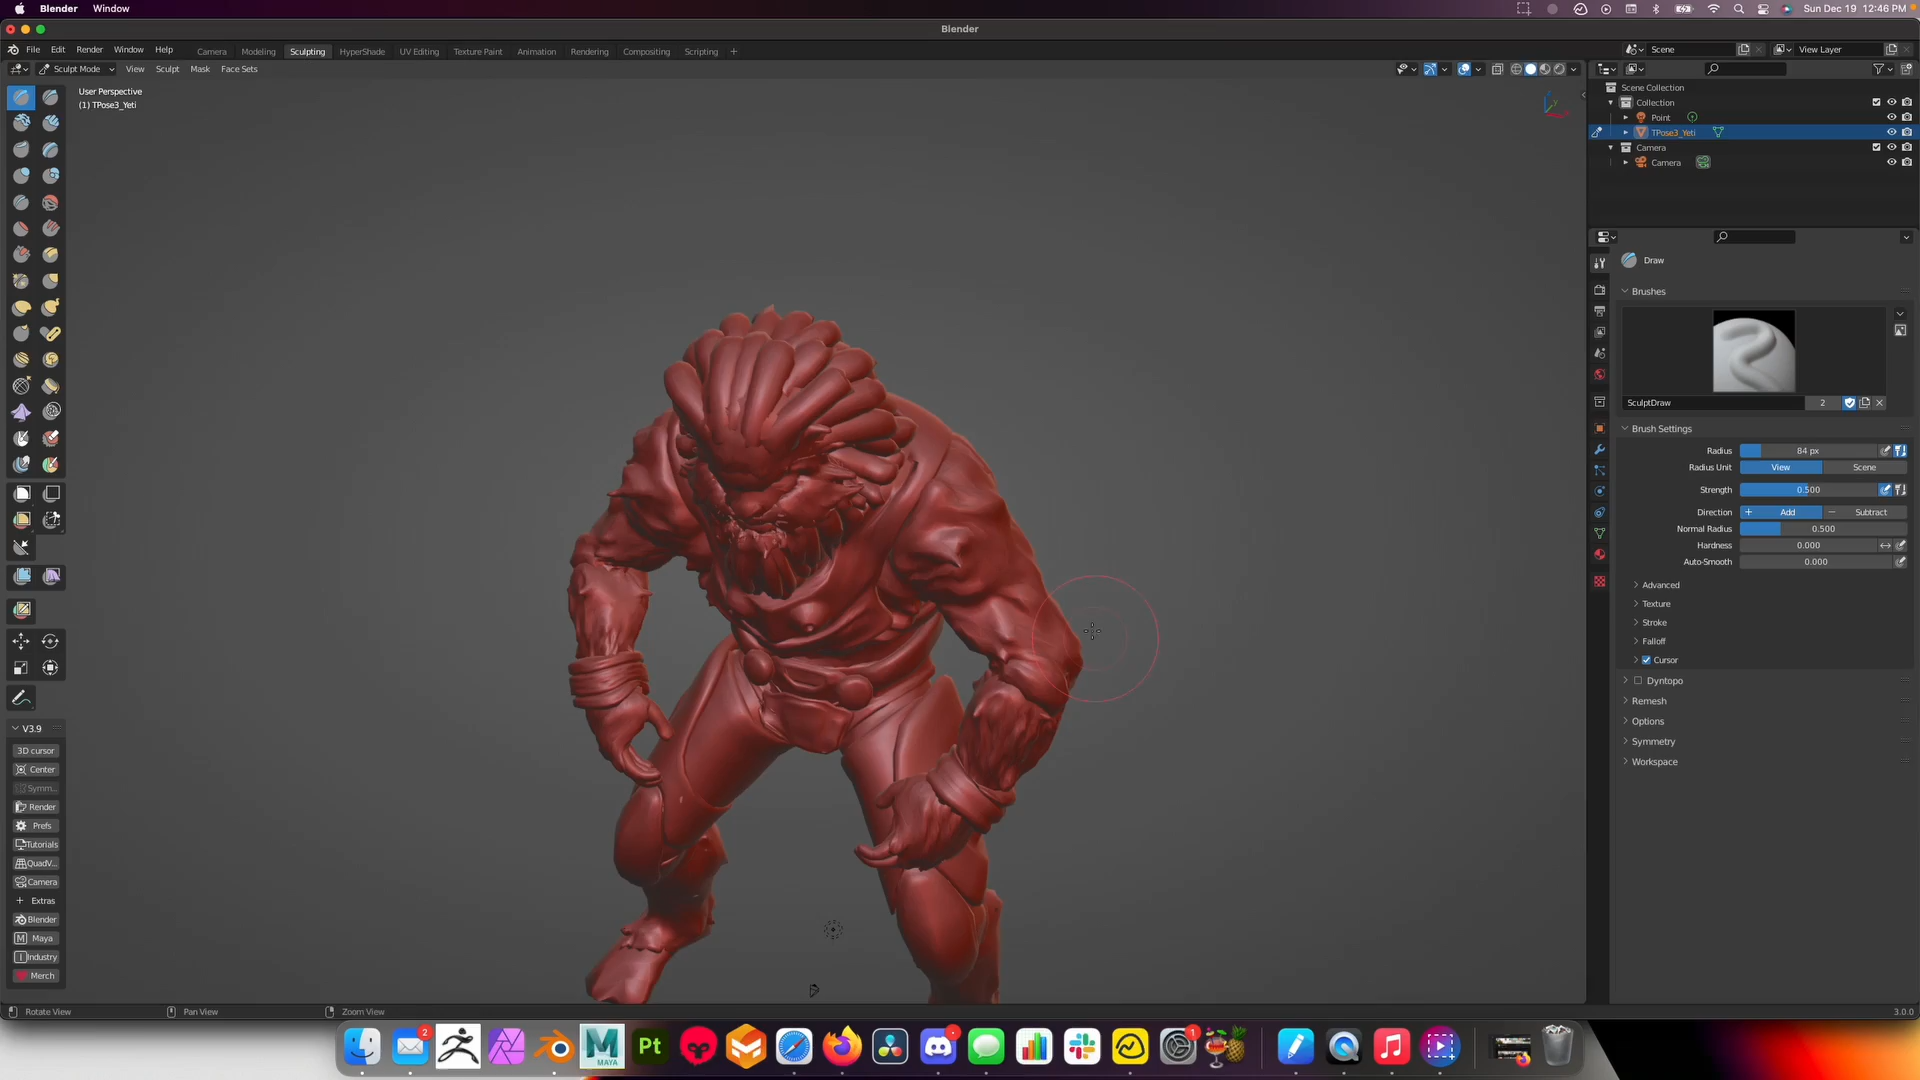 Blender Window
Sun Dec 19 12:46 PM
Blender
File Edit Render Window Help
Camera Modeling Sculpting HyperShade UV Editing Texture Paint Animation Rendering Compositing Scripting +
Scene
View Layer
Sculpt Mode View Sculpt Mask Face Sets
User Perspective
(1) TPose3_Yeti
Scene Collection
Collection
Point
TPose3_Yeti
Camera
Camera
Draw
Brushes
SculptDraw 2
Brush Settings
Radius 84 px
Radius Unit View Scene
Strength 0.500
Direction + Add − Subtract
Normal Radius 0.500
Hardness 0.000
Auto-Smooth 0.000
Advanced
Texture
Stroke
Falloff
Cursor
Dyntopo
Remesh
Options
Symmetry
Workspace
V3.9
3D cursor
Center
Symm...
Render
Prefs
Tutorials
QuadV...
Camera
+ Extras
Blender
M Maya
I Industry
Merch
Rotate View Pan View Zoom View
3.0.0
2
MAYA
Pt
1